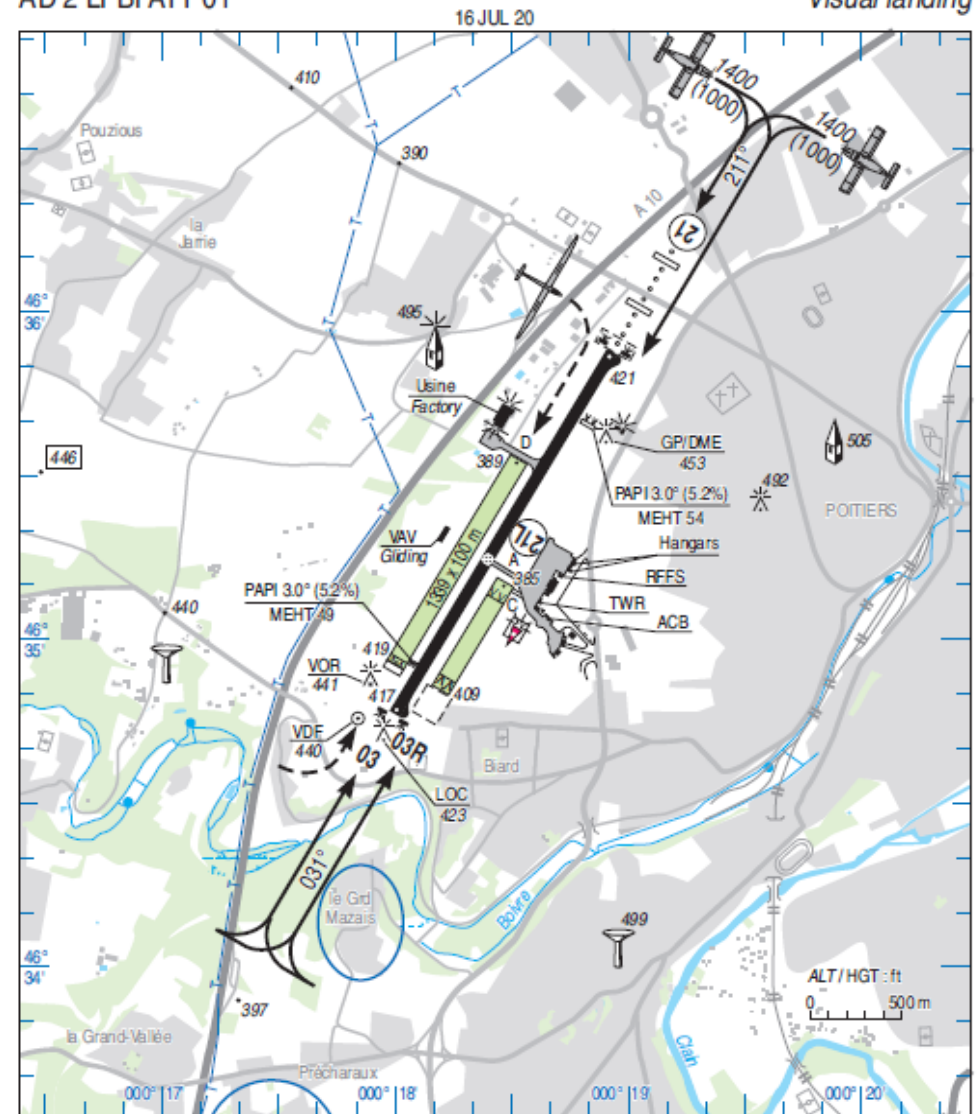 AD 2 LFBI ATT 01
Visual landing
16 JUL 20
410
Pouzious
390
1400
(1000)
1400
(1000)
211°
la
Jarrie
A 10
21
T
46°
36'
495
421
Usine
Factory
D
389
GP/DME
453
505
446
PAPI 3.0° (5.2%)
MEHT 54
492
POITIERS
VAV
Gliding
1339 x 100 m
21L
A
385
Hangars
RFFS
PAPI 3.0° (5.2%)
MEHT 49
C
TWR
ACB
440
46°
35'
419
VOR
441
417
409
VDF
440
03
03R
Biard
LOC
423
031°
le Grd
Mazais
Boivre
499
46°
34'
ALT / HGT : ft
0
500 m
397
la Grand-Vallée
Clain
Précharaux
000° 17
000° 18
000° 19
000° 20'